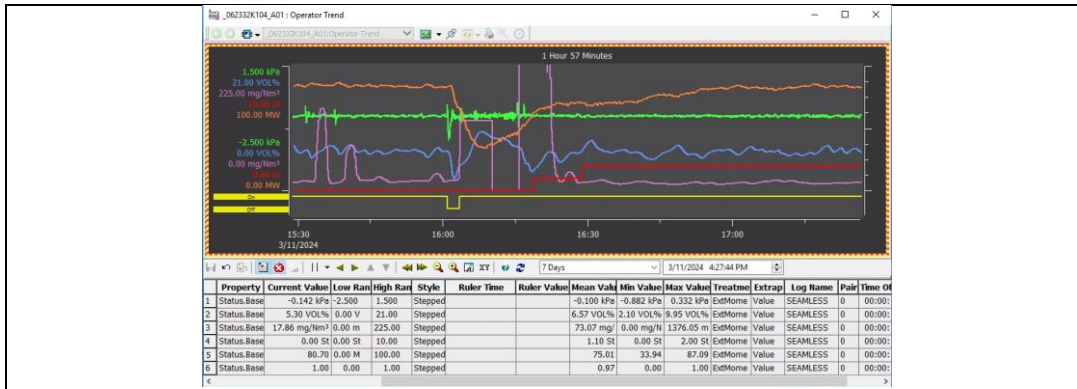 _062332K104_A01 : Operator Trend
_062332K104_A01:Operator Trend
1 Hour 57 Minutes
1.500 kPa
21.00 VOL%
225.00 mg/Nm³
10.00 St
100.00 MW
-2.500 kPa
0.00 VOL%
0.00 mg/Nm³
0.00 St
0.00 MW
On
Off
15:30 16:00 16:30 17:00
3/11/2024
XY 7 Days 3/11/2024 4:27:44 PM
Property Current Value Low Ran High Ran Style Ruler Time Ruler Value Mean Valu Min Value Max Value Treatme Extrap Log Name Pair Time Of
1 Status.Base -0.142 kPa -2.500 1.500 Stepped -0.100 kPa -0.882 kPa 0.332 kPa ExtMome Value SEAMLESS 0 00:00:
2 Status.Base 5.30 VOL% 0.00 V 21.00 Stepped 6.57 VOL% 2.10 VOL% 9.95 VOL% ExtMome Value SEAMLESS 0 00:00:
3 Status.Base 17.86 mg/Nm³ 0.00 m 225.00 Stepped 73.07 mg/ 0.00 mg/N 1376.05 m ExtMome Value SEAMLESS 0 00:00:
4 Status.Base 0.00 St 0.00 St 10.00 Stepped 1.10 St 0.00 St 2.00 St ExtMome Value SEAMLESS 0 00:00:
5 Status.Base 80.70 0.00 M 100.00 Stepped 75.01 33.94 87.09 ExtMome Value SEAMLESS 0 00:00:
6 Status.Base 1.00 0.00 1.00 Stepped 0.97 0.00 1.00 ExtMome Value SEAMLESS 0 00:00: